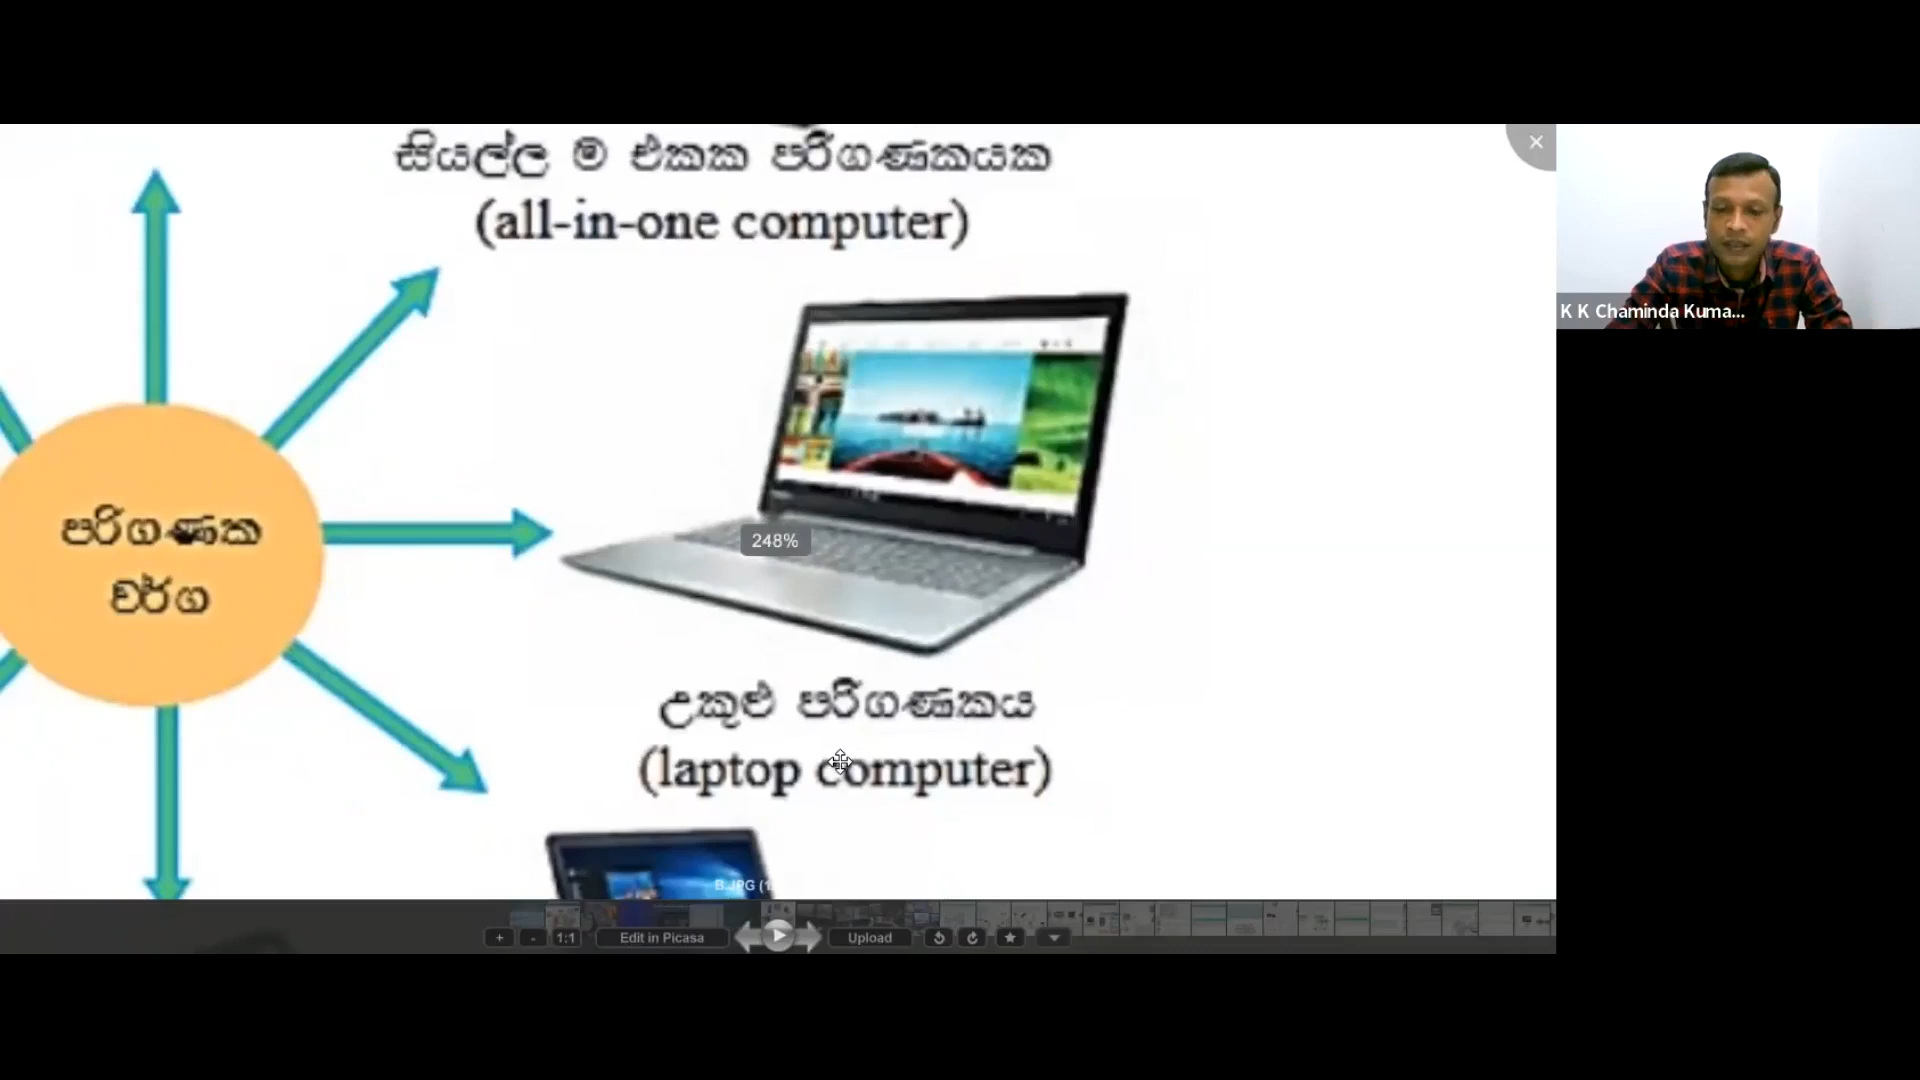 සියල්ල ම එකක පරිගණකයක
(all-in-one computer)
පරිගණක
වර්ග
248%
උකුළු පරිගණකය
(laptop computer)
K K Chaminda Kuma...
B.JPG
+ - 1:1 Edit in Picasa Upload